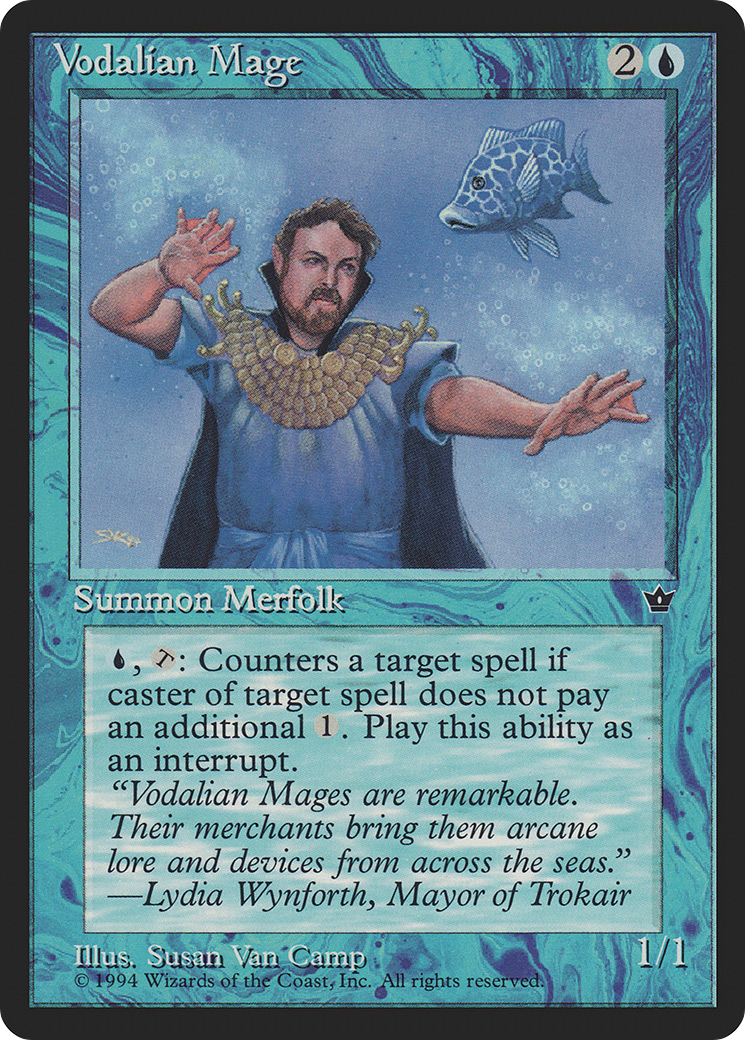 Vodalian Mage 2
Summon Merfolk
, T: Counters a target spell if
caster of target spell does not pay
an additional 1. Play this ability as
an interrupt.
“Vodalian Mages are remarkable.
Their merchants bring them arcane
lore and devices from across the seas.”
—Lydia Wynforth, Mayor of Trokair
Illus. Susan Van Camp 1/1
© 1994 Wizards of the Coast, Inc. All rights reserved.